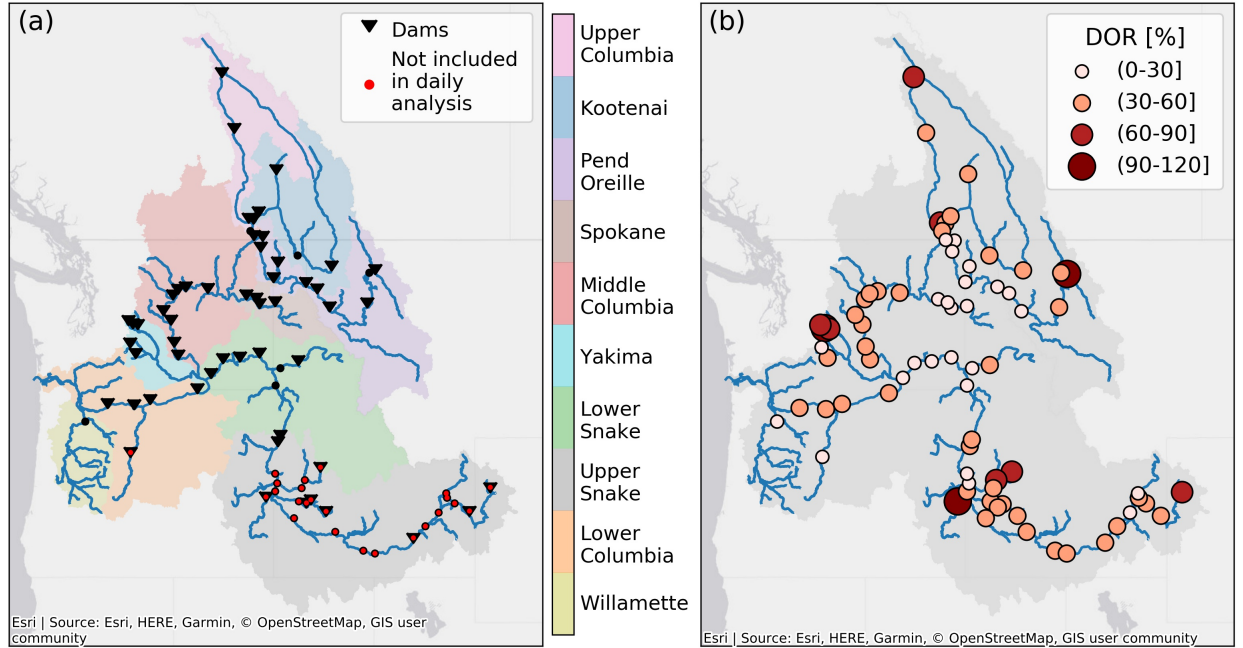 (a)
Dams
Not included
in daily
analysis
Esri | Source: Esri, HERE, Garmin, © OpenStreetMap, GIS user
community
Upper
Columbia
Kootenai
Pend
Oreille
Spokane
Middle
Columbia
Yakima
Lower
Snake
Upper
Snake
Lower
Columbia
Willamette
(b)
DOR [%]
(0-30]
(30-60]
(60-90]
(90-120]
Esri | Source: Esri, HERE, Garmin, © OpenStreetMap, GIS user community